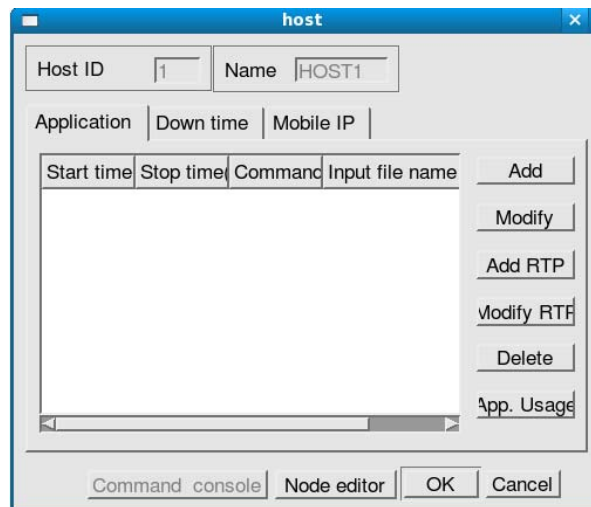 host
Host ID 1 Name HOST1
Application Down time Mobile IP
Start time Stop time( Command Input file name
Add
Modify
Add RTP
Modify RTP
Delete
App. Usage
Command console Node editor OK Cancel